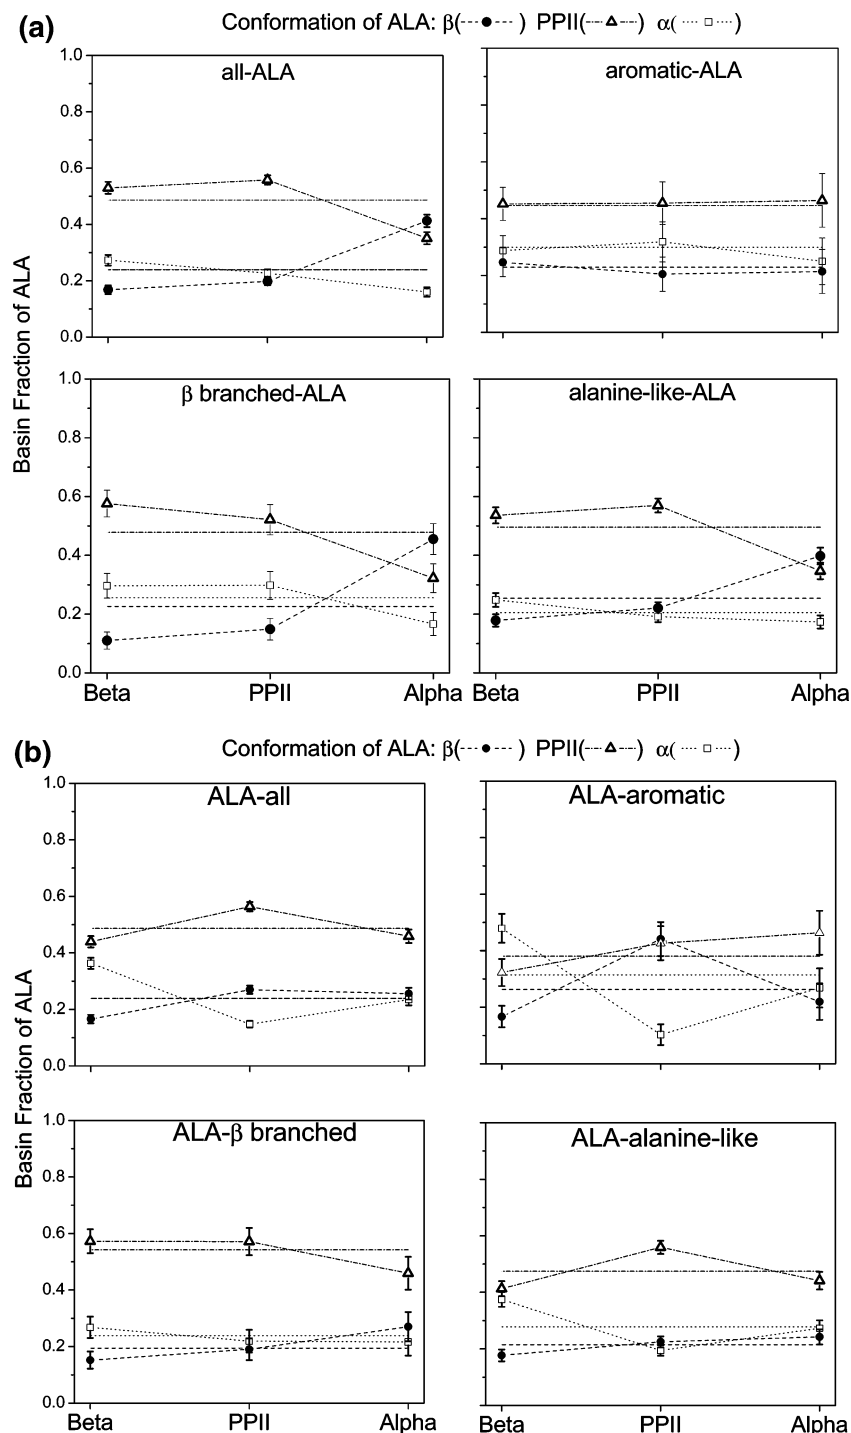 (a)
Conformation of ALA: β( ) PPII( ) α( )
all-ALA
aromatic-ALA
1.0
0.8
0.6
0.4
0.2
0.0
β branched-ALA
alanine-like-ALA
1.0
0.8
0.6
0.4
0.2
0.0
Basin Fraction of ALA
Beta PPII Alpha
Beta PPII Alpha
(b)
Conformation of ALA: β( ) PPII( ) α( )
ALA-all
ALA-aromatic
1.0
0.8
0.6
0.4
0.2
0.0
ALA-β branched
ALA-alanine-like
1.0
0.8
0.6
0.4
0.2
0.0
Basin Fraction of ALA
Beta PPII Alpha
Beta PPII Alpha